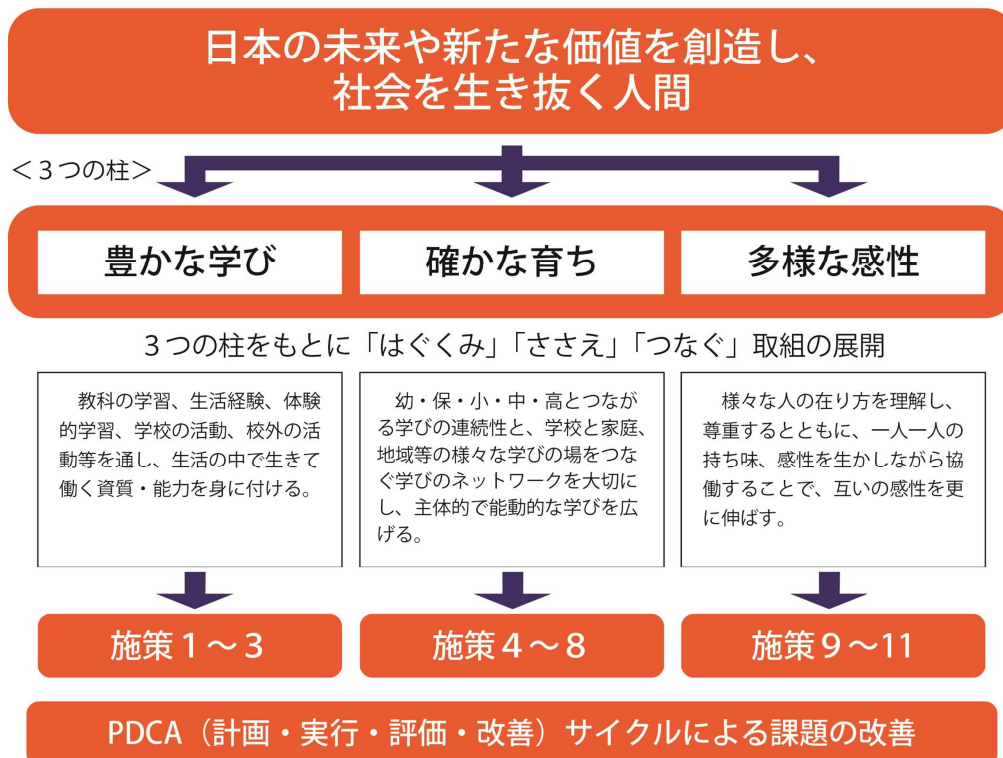 日本の未来や新たな価値を創造し、
社会を生き抜く人間
＜３つの柱＞
豊かな学び
確かな育ち
多様な感性
３つの柱をもとに「はぐくみ」「ささえ」「つなぐ」取組の展開
教科の学習、生活経験、体験
的学習、学校の活動、校外の活
動等を通し、生活の中で生きて
働く資質・能力を身に付ける。
幼・保・小・中・高とつなが
る学びの連続性と、学校と家庭、
地域等の様々な学びの場をつな
ぐ学びのネットワークを大切に
し、主体的で能動的な学びを広
げる。
様々な人の在り方を理解し、
尊重するとともに、一人一人の
持ち味、感性を生かしながら協
働することで、互いの感性を更
に伸ばす。
施策１～３
施策４～８
施策９～11
PDCA（計画・実行・評価・改善）サイクルによる課題の改善